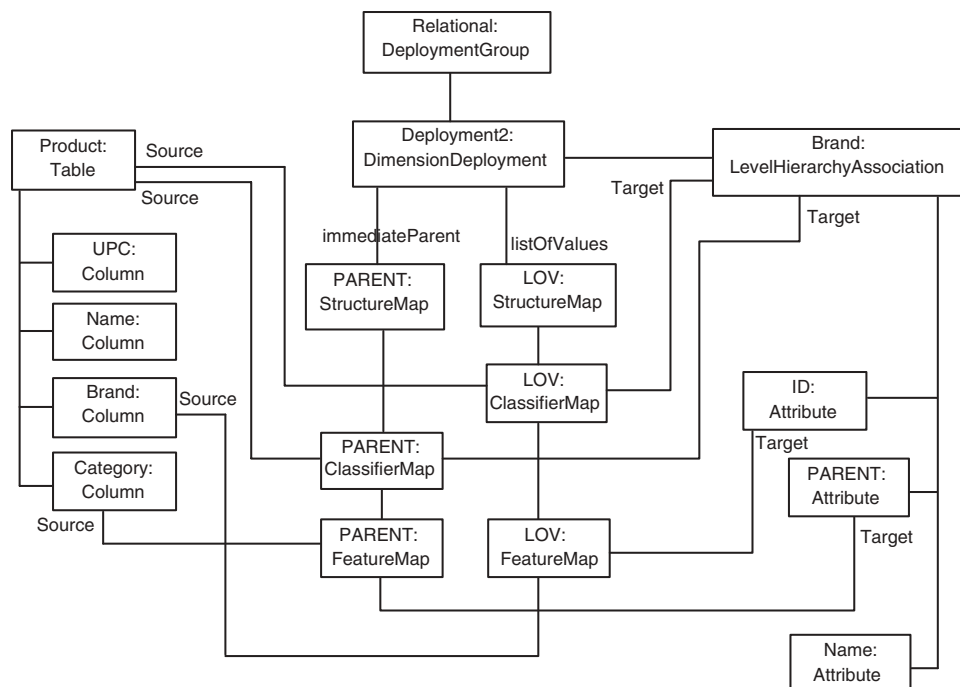 Relational:
DeploymentGroup
Product:
Table
Source
Source
Deployment2:
DimensionDeployment
Brand:
LevelHierarchyAssociation
Target
Target
immediateParent
listOfValues
UPC:
Column
PARENT:
StructureMap
LOV:
StructureMap
Name:
Column
Brand:
Column
Source
LOV:
ClassifierMap
ID:
Attribute
Target
Category:
Column
Source
PARENT:
ClassifierMap
PARENT:
Attribute
Target
PARENT:
FeatureMap
LOV:
FeatureMap
Name:
Attribute